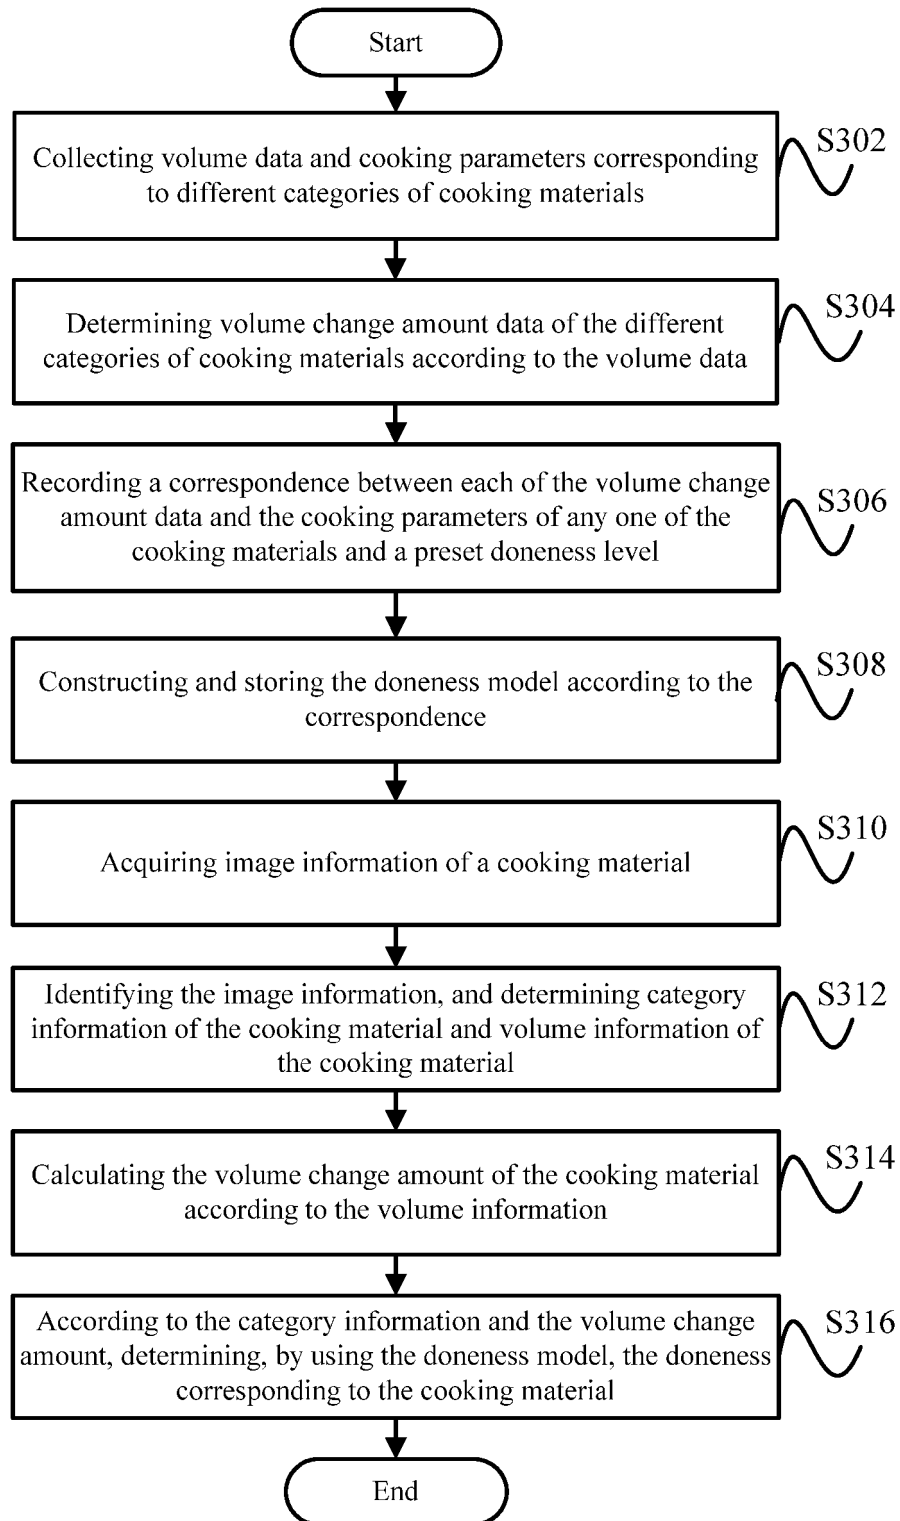 Start
Collecting volume data and cooking parameters corresponding
to different categories of cooking materials
S302
Determining volume change amount data of the different
categories of cooking materials according to the volume data
S304
Recording a correspondence between each of the volume change
amount data and the cooking parameters of any one of the
cooking materials and a preset doneness level
S306
Constructing and storing the doneness model according to the
correspondence
S308
Acquiring image information of a cooking material
S310
Identifying the image information, and determining category
information of the cooking material and volume information of
the cooking material
S312
Calculating the volume change amount of the cooking material
according to the volume information
S314
According to the category information and the volume change
amount, determining, by using the doneness model, the doneness
corresponding to the cooking material
S316
End